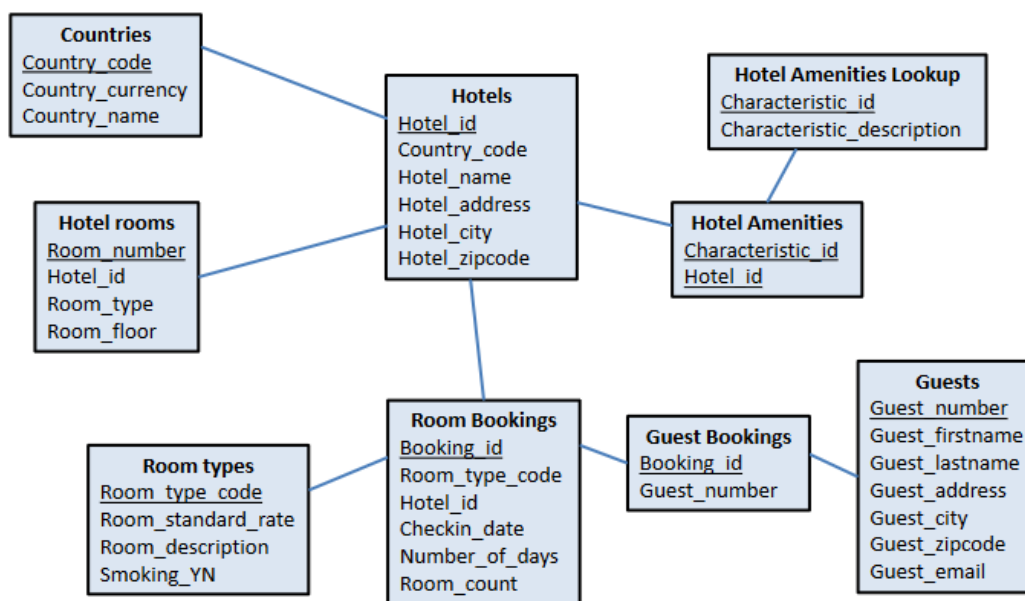 Countries
Country_code
Country_currency
Country_name
Hotels
Hotel_id
Country_code
Hotel_name
Hotel_address
Hotel_city
Hotel_zipcode
Hotel Amenities Lookup
Characteristic_id
Characteristic_description
Hotel rooms
Room_number
Hotel_id
Room_type
Room_floor
Hotel Amenities
Characteristic_id
Hotel_id
Room types
Room_type_code
Room_standard_rate
Room_description
Smoking_YN
Room Bookings
Booking_id
Room_type_code
Hotel_id
Checkin_date
Number_of_days
Room_count
Guest Bookings
Booking_id
Guest_number
Guests
Guest_number
Guest_firstname
Guest_lastname
Guest_address
Guest_city
Guest_zipcode
Guest_email